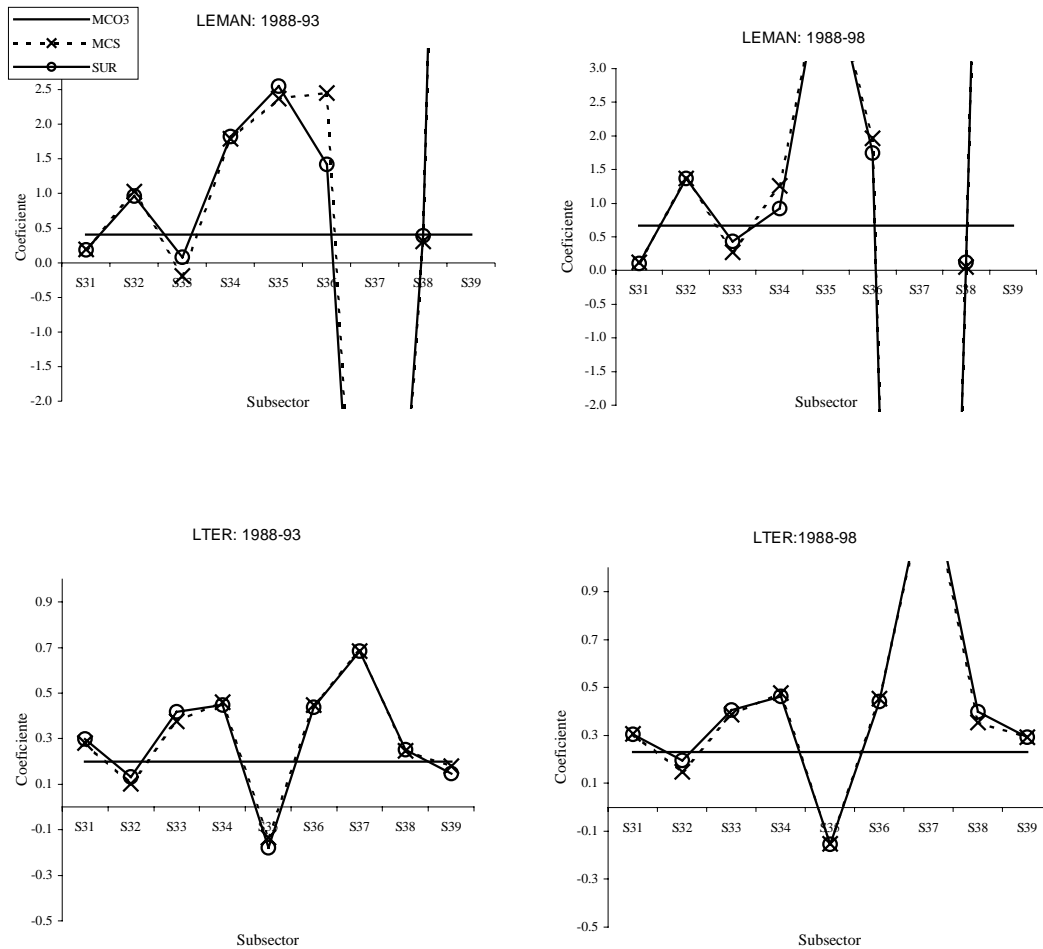 MCO3
MCS
SUR
LEMAN: 1988-93
2.5
2.0
1.5
1.0
0.5
0.0
-0.5
-1.0
-1.5
-2.0
Coeficiente
S31 S32 S33 S34 S35 S36 S37 S38 S39
Subsector
LEMAN: 1988-98
3.0
2.5
2.0
1.5
1.0
0.5
0.0
-0.5
-1.0
-1.5
-2.0
Coeficiente
S31 S32 S33 S34 S35 S36 S37 S38 S39
Subsector
LTER: 1988-93
0.9
0.7
0.5
0.3
0.1
-0.1
-0.3
-0.5
Coeficiente
S31 S32 S33 S34 S35 S36 S37 S38 S39
Subsector
LTER:1988-98
0.9
0.7
0.5
0.3
0.1
-0.1
-0.3
-0.5
Coeficiente
S31 S32 S33 S34 S35 S36 S37 S38 S39
Subsector